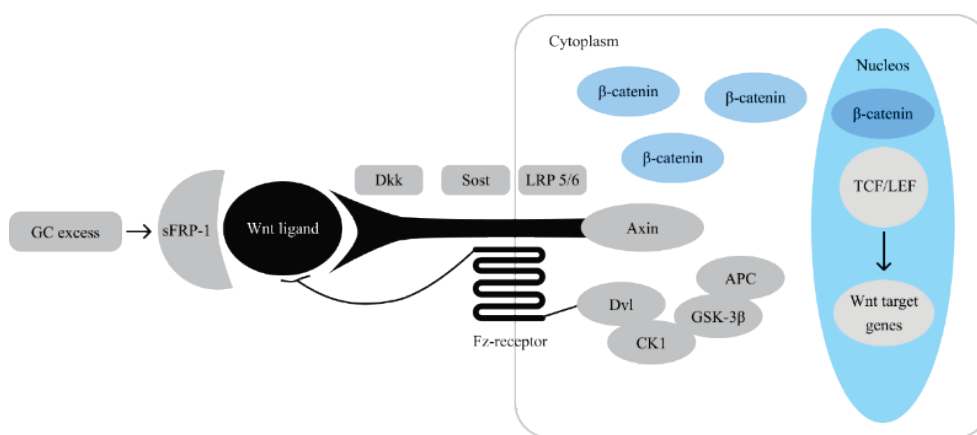 Cytoplasm
Nucleos
β-catenin
β-catenin
β-catenin
β-catenin
Dkk
Sost
LRP 5/6
TCF/LEF
GC excess
sFRP-1
Wnt ligand
Axin
APC
Dvl
GSK-3β
Wnt target
genes
CK1
Fz-receptor